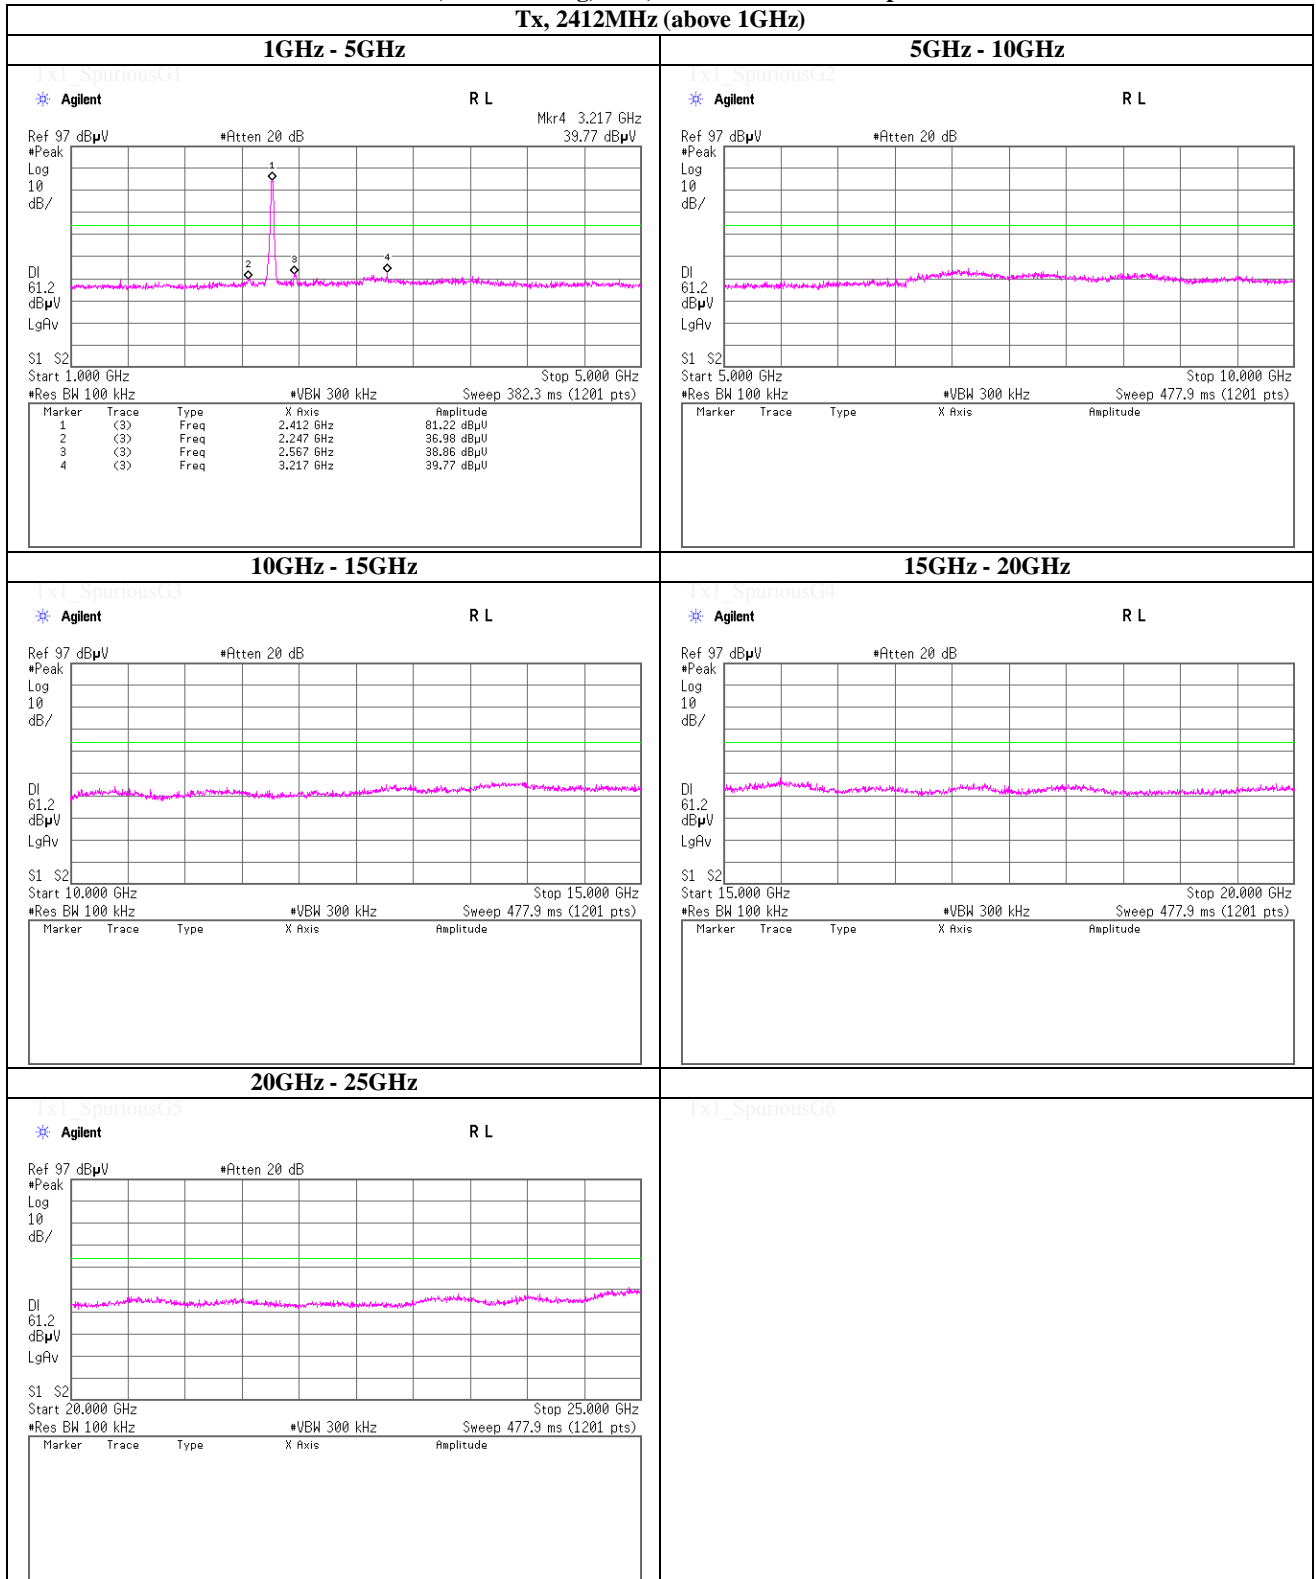 Tx, 2412MHz (above 1GHz)
1GHz - 5GHz
5GHz - 10GHz
Tx1_SpuriousG1
Agilent
R L
Mkr4 3.217 GHz
Ref 97 dBµV
#Atten 20 dB
39.77 dBµV
#Peak
Log
10
dB/
1
2
3
4
DI
61.2
dBµV
LgAv
S1 S2
Start 1.000 GHz
Stop 5.000 GHz
#Res BW 100 kHz
#VBW 300 kHz
Sweep 382.3 ms (1201 pts)
Marker Trace Type X Axis Amplitude
1 (3) Freq 2.412 GHz 81.22 dBµV
2 (3) Freq 2.247 GHz 36.98 dBµV
3 (3) Freq 2.567 GHz 38.86 dBµV
4 (3) Freq 3.217 GHz 39.77 dBµV
Tx1_SpuriousG2
Agilent
R L
Ref 97 dBµV
#Atten 20 dB
#Peak
Log
10
dB/
DI
61.2
dBµV
LgAv
S1 S2
Start 5.000 GHz
Stop 10.000 GHz
#Res BW 100 kHz
#VBW 300 kHz
Sweep 477.9 ms (1201 pts)
Marker Trace Type X Axis Amplitude
10GHz - 15GHz
15GHz - 20GHz
Tx1_SpuriousG3
Agilent
R L
Ref 97 dBµV
#Atten 20 dB
#Peak
Log
10
dB/
DI
61.2
dBµV
LgAv
S1 S2
Start 10.000 GHz
Stop 15.000 GHz
#Res BW 100 kHz
#VBW 300 kHz
Sweep 477.9 ms (1201 pts)
Marker Trace Type X Axis Amplitude
Tx1_SpuriousG4
Agilent
R L
Ref 97 dBµV
#Atten 20 dB
#Peak
Log
10
dB/
DI
61.2
dBµV
LgAv
S1 S2
Start 15.000 GHz
Stop 20.000 GHz
#Res BW 100 kHz
#VBW 300 kHz
Sweep 477.9 ms (1201 pts)
Marker Trace Type X Axis Amplitude
20GHz - 25GHz
Tx1_SpuriousG5
Agilent
R L
Ref 97 dBµV
#Atten 20 dB
#Peak
Log
10
dB/
DI
61.2
dBµV
LgAv
S1 S2
Start 20.000 GHz
Stop 25.000 GHz
#Res BW 100 kHz
#VBW 300 kHz
Sweep 477.9 ms (1201 pts)
Marker Trace Type X Axis Amplitude
Tx1_SpuriousG6